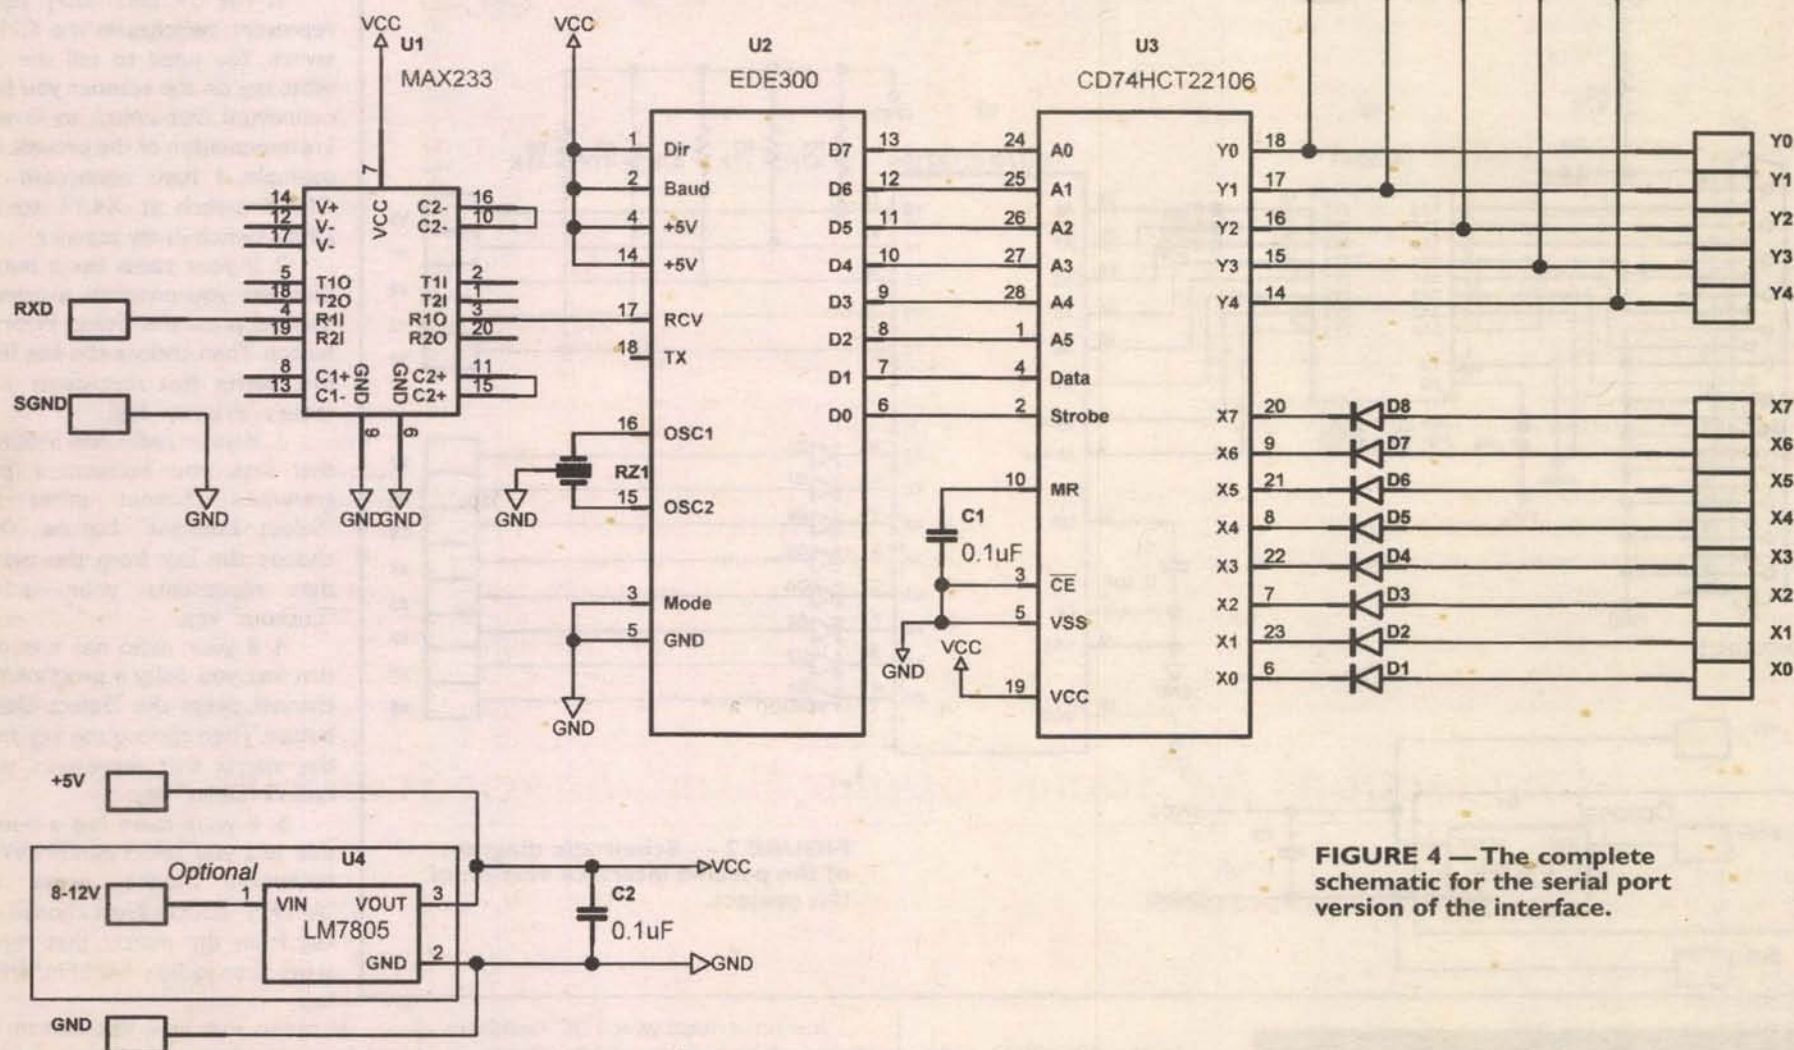 VCC
U1
MAX233
7
VCC
14 V+
12 V-
17 V-
5 T1O
18 T2O
4 R1I
19 R2I
8 C1+
13 C1-
C2- 16
C2- 10
T1I 2
T2I 1
R1O 3
R2O 20
C2+ 11
C2+ 15
GND GND
9 9
RXD
SGND
GND
GND GND
VCC
U2
EDE300
1 Dir
2 Baud
4 +5V
14 +5V
17 RCV
18 TX
16 OSC1
RZ1
15 OSC2
GND
3 Mode
5 GND
GND
D7 13
D6 12
D5 11
D4 10
D3 9
D2 8
D1 7
D0 6
U3
CD74HCT22106
24 A0
25 A1
26 A2
27 A3
28 A4
1 A5
4 Data
2 Strobe
10 MR
C1
0.1uF
3 CE
5 VSS
GND
VCC
19 VCC
Y0 18
Y1 17
Y2 16
Y3 15
Y4 14
X7 20 D8
X6 9 D7
X5 21 D6
X4 8 D5
X3 22 D4
X2 7 D3
X1 23 D2
X0 6 D1
Y0
Y1
Y2
Y3
Y4
X7
X6
X5
X4
X3
X2
X1
X0
+5V
Optional
U4
8-12V
1 VIN VOUT 3
LM7805
GND 2
GND
VCC
C2
0.1uF
GND
FIGURE 4 — The complete
schematic for the serial port
version of the interface.